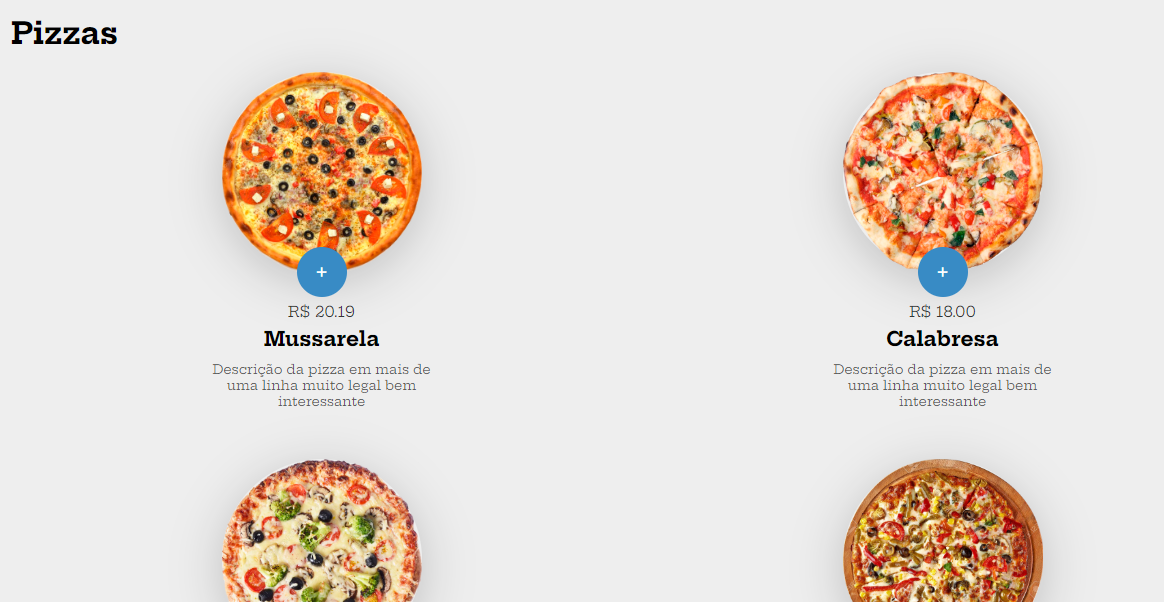 Pizzas
+
+
R$ 20.19
R$ 18.00
Mussarela
Calabresa
Descrição da pizza em mais de
uma linha muito legal bem
interessante
Descrição da pizza em mais de
uma linha muito legal bem
interessante